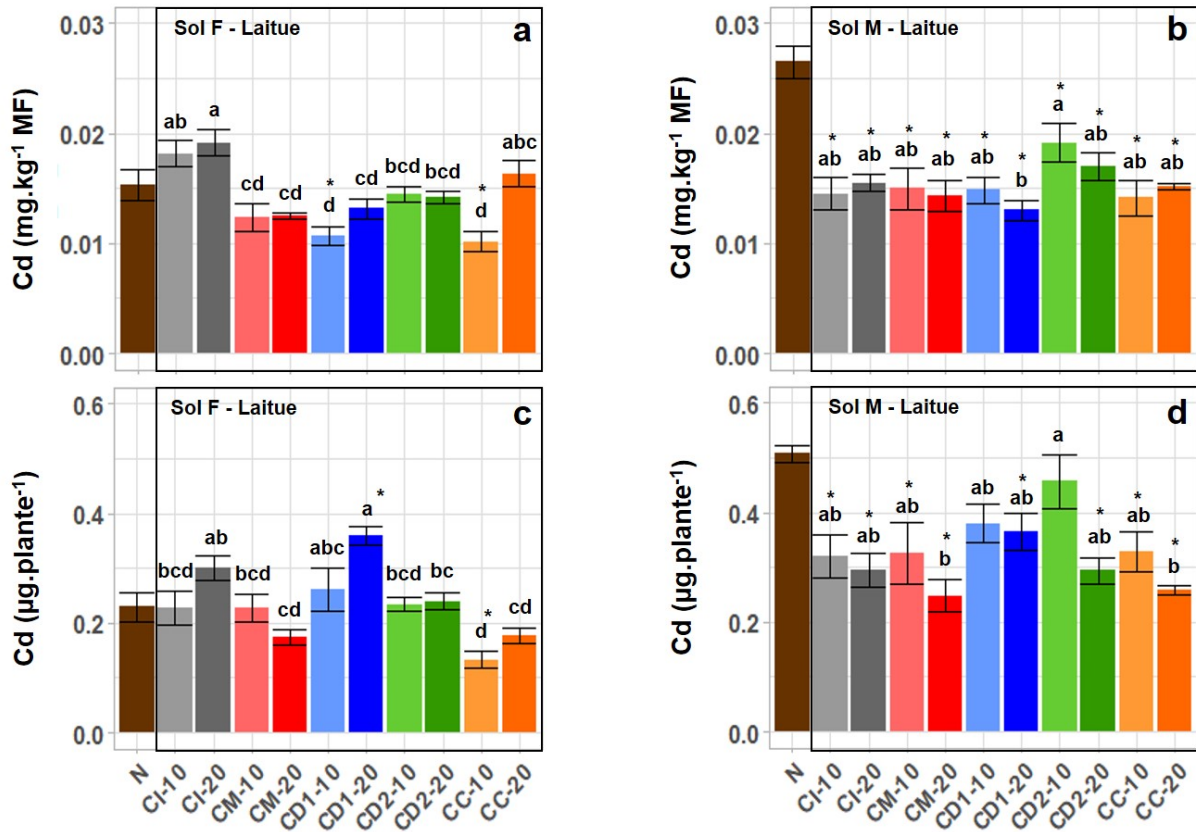 Sol F - Laitue
a
Cd (mg.kg⁻¹ MF)
0.03
0.02
0.01
0.00
ab
a
cd
cd
*
d
cd
bcd
bcd
*
d
abc
Sol M - Laitue
b
Cd (mg.kg⁻¹ MF)
0.03
0.02
0.01
0.00
*
ab
*
ab
*
ab
*
ab
*
ab
*
b
*
a
*
ab
*
ab
*
ab
Sol F - Laitue
c
Cd (µg.plante⁻¹)
0.6
0.4
0.2
0.0
bcd
ab
bcd
cd
abc
a *
bcd
bc
*
d
cd
N
CI-10
CI-20
CM-10
CM-20
CD1-10
CD1-20
CD2-10
CD2-20
CC-10
CC-20
Sol M - Laitue
d
Cd (µg.plante⁻¹)
0.6
0.4
0.2
0.0
*
ab
*
ab
*
ab
*
b
ab
*
ab
a
*
ab
*
ab
*
b
N
CI-10
CI-20
CM-10
CM-20
CD1-10
CD1-20
CD2-10
CD2-20
CC-10
CC-20